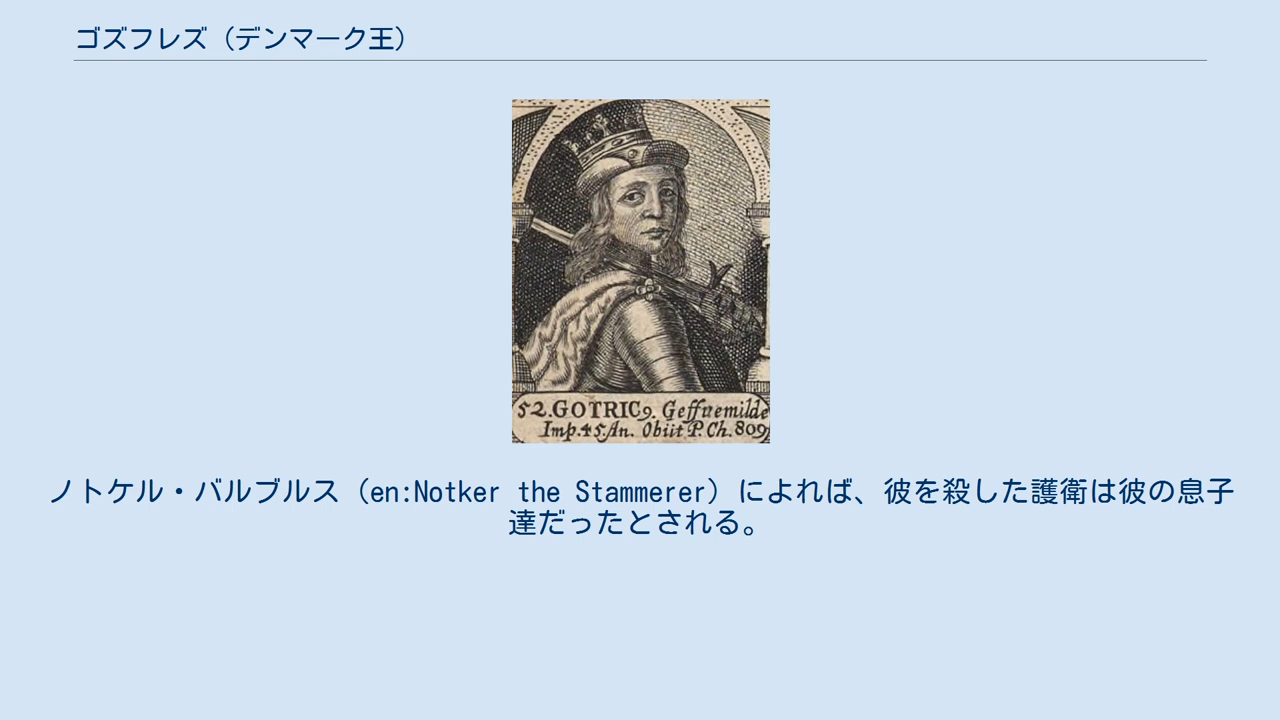 ゴズフレズ（デンマーク王）
52.GOTRIC9. Geffuemilde
Imp.45.An. Obiit P.Ch.809
ノトケル・バルブルス（en:Notker the Stammerer）によれば、彼を殺した護衛は彼の息子
達だったとされる。